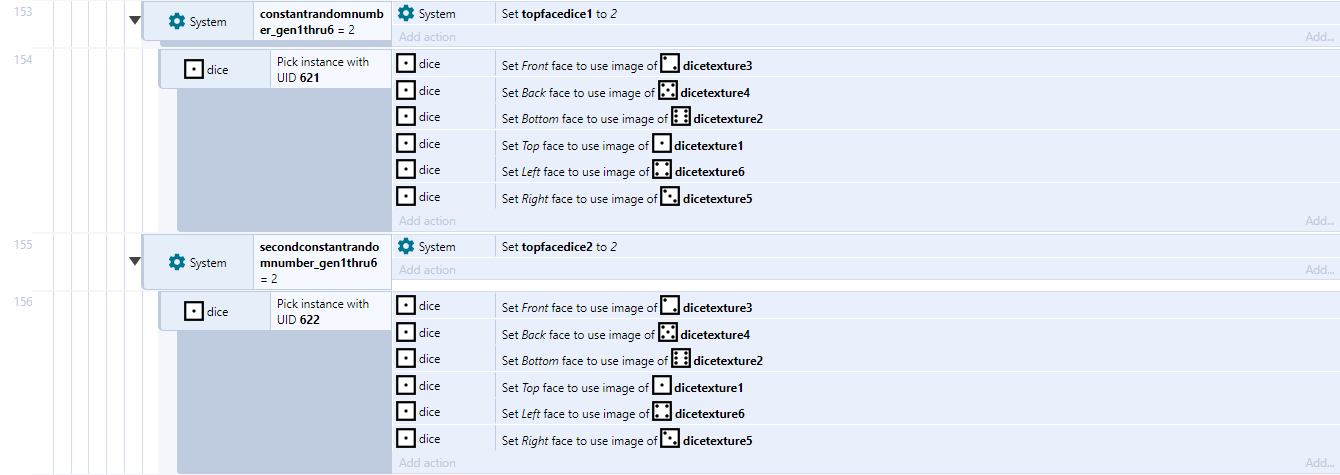 153
System
constantrandomnumb
er_gen1thru6 = 2
System
Set topfacedice1 to 2
Add action
Add...
154
dice
Pick instance with
UID 621
dice
Set Front face to use image of dicetexture3
dice
Set Back face to use image of dicetexture4
dice
Set Bottom face to use image of dicetexture2
dice
Set Top face to use image of dicetexture1
dice
Set Left face to use image of dicetexture6
dice
Set Right face to use image of dicetexture5
Add action
Add...
155
System
secondconstantrando
mnumber_gen1thru6
= 2
System
Set topfacedice2 to 2
Add action
Add...
156
dice
Pick instance with
UID 622
dice
Set Front face to use image of dicetexture3
dice
Set Back face to use image of dicetexture4
dice
Set Bottom face to use image of dicetexture2
dice
Set Top face to use image of dicetexture1
dice
Set Left face to use image of dicetexture6
dice
Set Right face to use image of dicetexture5
Add action
Add...